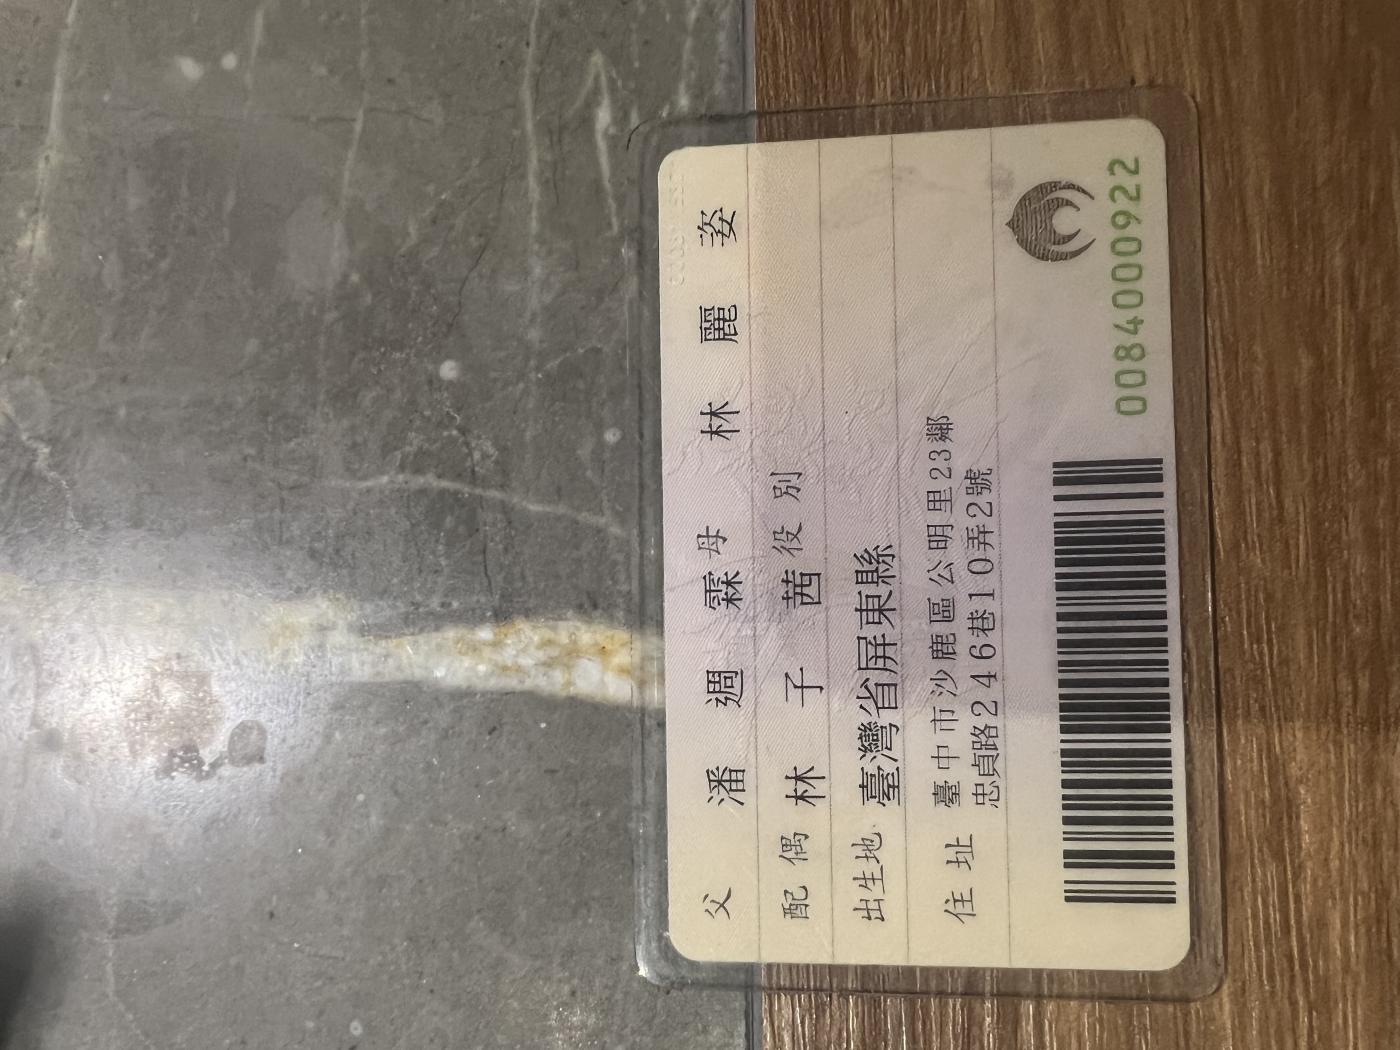 父 潘週霖 母 林麗姿
配偶 林子茜 役別
出生地 臺灣省屏東縣
住址 臺中市沙鹿區公明里23鄰
忠貞路246巷10弄2號
0084000922